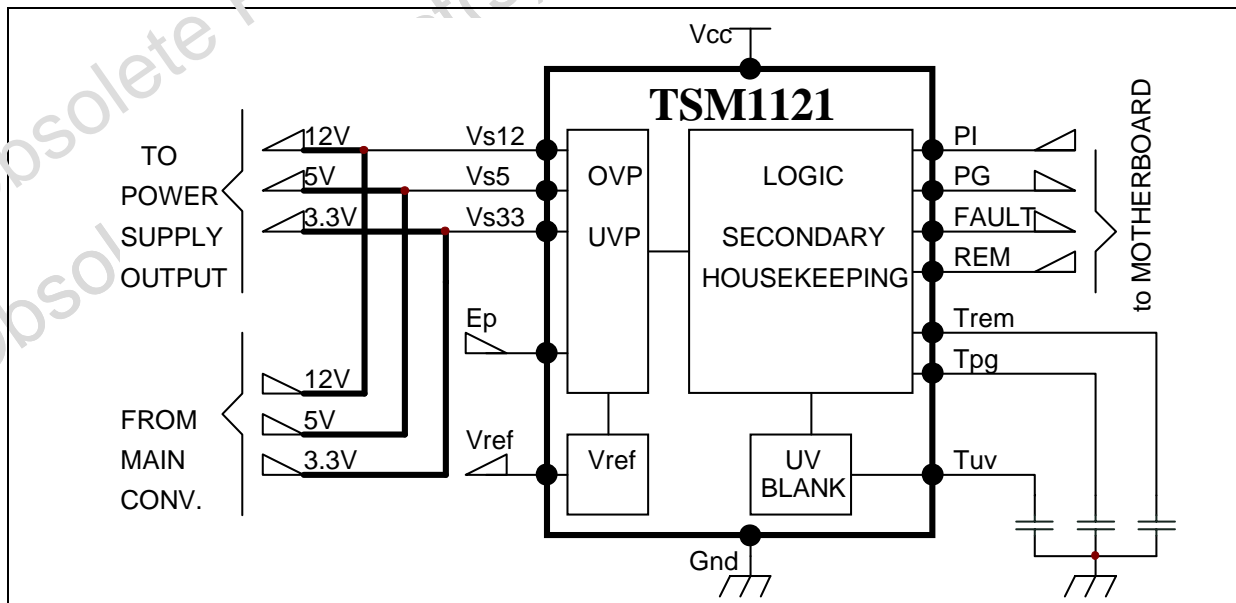 Vcc
TSM1121
TO
POWER
SUPPLY
OUTPUT
12V
5V
3.3V
Vs12
Vs5
Vs33
OVP
UVP
LOGIC
SECONDARY
HOUSEKEEPING
PI
PG
FAULT
REM
to MOTHERBOARD
Trem
Tpg
Ep
FROM
MAIN
CONV.
12V
5V
3.3V
Vref
Vref
UV
BLANK
Tuv
Gnd
bsolete
bsol